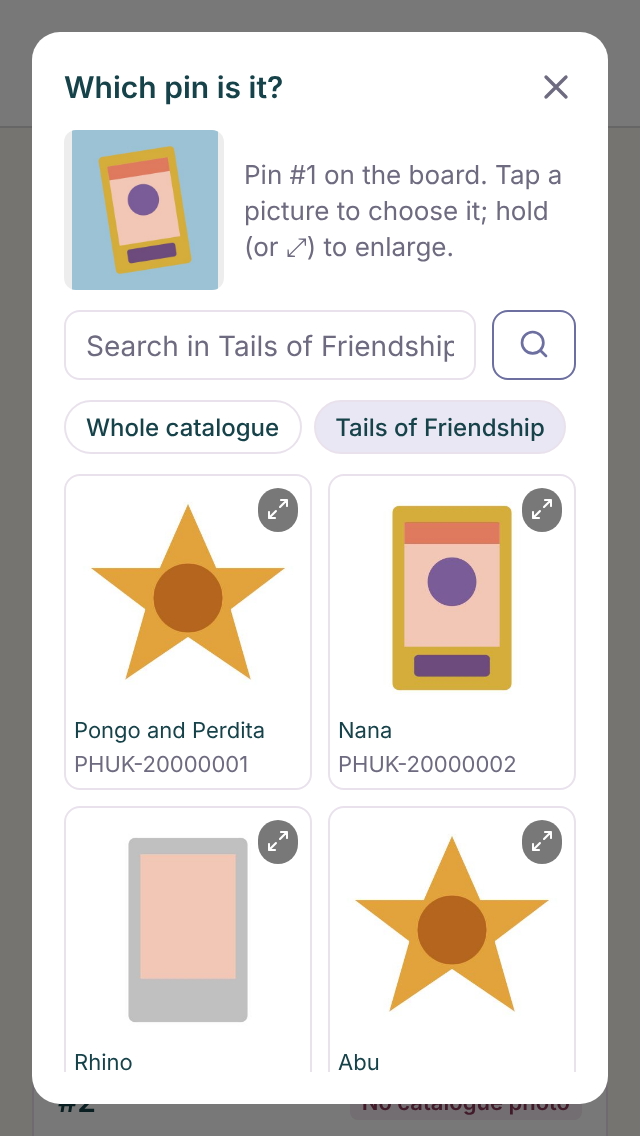 Which pin is it?
Pin #1 on the board. Tap a
picture to choose it; hold
(or ⤢) to enlarge.
Search in Tails of Friendship
Whole catalogue
Tails of Friendship
Pongo and Perdita
PHUK-20000001
Nana
PHUK-20000002
Rhino
Abu
#2
No catalogue photo